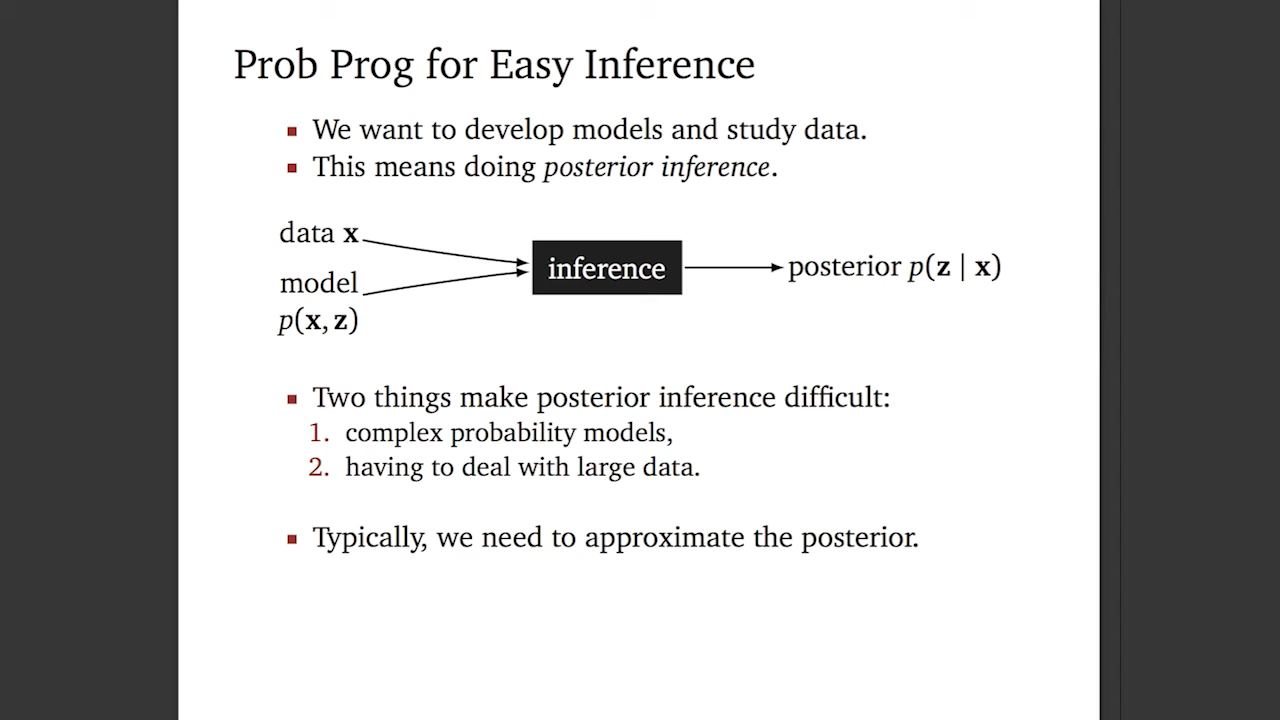 Prob Prog for Easy Inference
We want to develop models and study data.
This means doing posterior inference.
data x
model
p(x, z)
inference
posterior p(z | x)
Two things make posterior inference difficult:
1. complex probability models,
2. having to deal with large data.
Typically, we need to approximate the posterior.